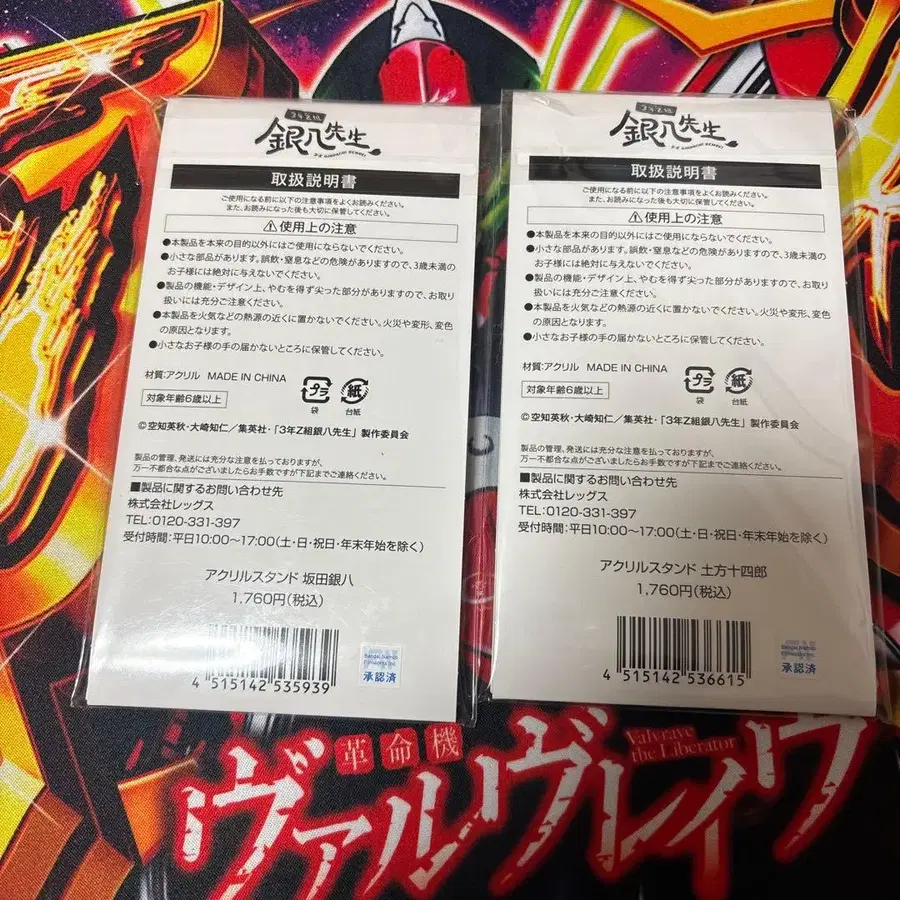 3年Z組
銀八先生
3-Z GINPACHI SENSEI
取扱説明書
ご使用になる前に以下の注意事項をよくお読みください。
また、お読みになった後も大切に保管してください。
⚠使用上の注意
●本製品を本来の目的以外にはご使用にならないでください。
●小さな部品があります。誤飲・窒息などの危険がありますので、3歳未満の
お子様には絶対に与えないでください。
●製品の機能・デザイン上、やむを得ず尖った部分がありますので、お取り
扱いには充分ご注意ください。
●本製品を火気などの熱源の近くに置かないでください。火災や変形、変色
の原因となります。
●小さなお子様の手の届かないところに保管してください。
材質:アクリル MADE IN CHINA
プラ
袋
紙
台紙
対象年齢6歳以上
©空知英秋・大崎知仁/集英社・「3年Z組銀八先生」製作委員会
製品の管理、発送には充分な注意を払っておりますが、
万一不都合な点がございましたらお手数ですが下記までご連絡ください。
■製品に関するお問い合わせ先
株式会社レッグス
TEL:0120-331-397
受付時間:平日10:00〜17:00(土・日・祝日・年末年始を除く)
アクリルスタンド 坂田銀八
1,760円(税込)
4 515142 535939
Bandai Namco
Filmworks Inc.
承認済
3年Z組
銀八先生
3-Z GINPACHI SENSEI
取扱説明書
ご使用になる前に以下の注意事項をよくお読みください。
また、お読みになった後も大切に保管してください。
⚠使用上の注意
●本製品を本来の目的以外にはご使用にならないでください。
●小さな部品があります。誤飲・窒息などの危険がありますので、3歳未満の
お子様には絶対に与えないでください。
●製品の機能・デザイン上、やむを得ず尖った部分がありますので、お取り
扱いには充分ご注意ください。
●本製品を火気などの熱源の近くに置かないでください。火災や変形、変色
の原因となります。
●小さなお子様の手の届かないところに保管してください。
材質:アクリル MADE IN CHINA
プラ
袋
紙
台紙
対象年齢6歳以上
©空知英秋・大崎知仁/集英社・「3年Z組銀八先生」製作委員会
製品の管理、発送には充分な注意を払っておりますが、
万一不都合な点がございましたらお手数ですが下記までご連絡ください。
■製品に関するお問い合わせ先
株式会社レッグス
TEL:0120-331-397
受付時間:平日10:00〜17:00(土・日・祝日・年末年始を除く)
アクリルスタンド 土方十四郎
1,760円(税込)
4 515142 536615
Bandai Namco
Filmworks Inc.
承認済
革命機
Valvrave
the Liberator
ヴァルヴレイヴ